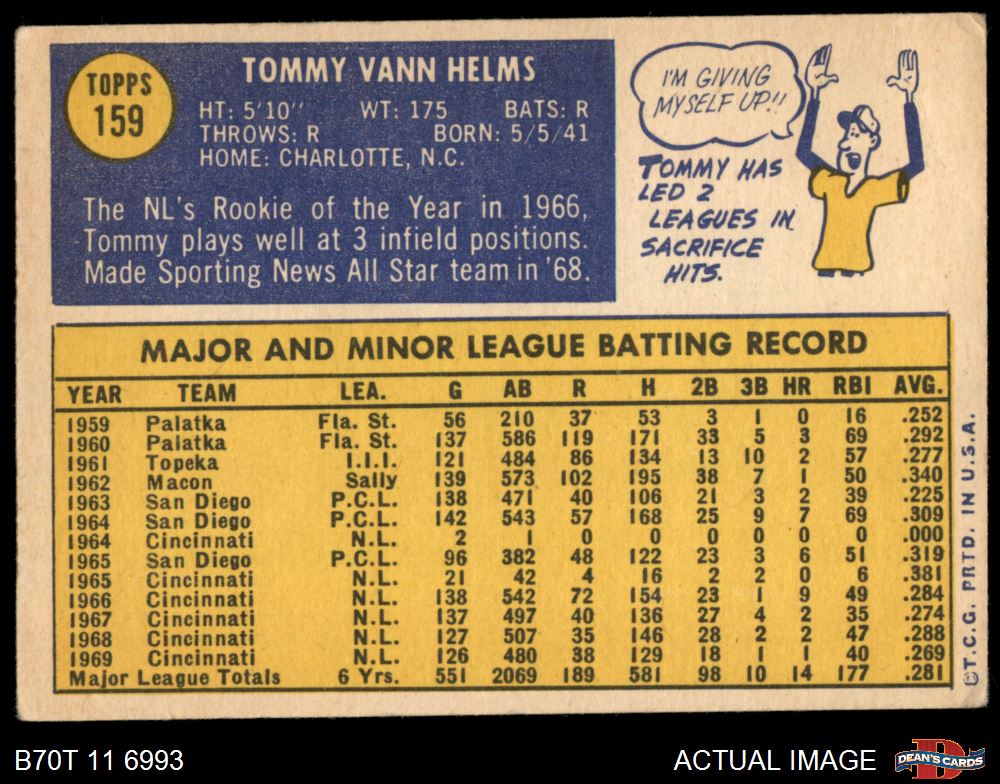 TOPPS
159
TOMMY VANN HELMS
HT: 5'10" WT: 175 BATS: R
THROWS: R BORN: 5/5/41
HOME: CHARLOTTE, N.C.
The NL's Rookie of the Year in 1966,
Tommy plays well at 3 infield positions.
Made Sporting News All Star team in '68.
I'M GIVING
MYSELF UP!!
TOMMY HAS
LED 2
LEAGUES IN
SACRIFICE
HITS.
MAJOR AND MINOR LEAGUE BATTING RECORD
YEAR TEAM LEA. G AB R H 2B 3B HR RBI AVG.
1959 Palatka Fla. St. 56 210 37 53 3 1 0 16 .252
1960 Palatka Fla. St. 137 586 119 171 33 5 3 69 .292
1961 Topeka I.I.I. 121 484 86 134 13 10 2 57 .277
1962 Macon Sally 139 573 102 195 38 7 1 50 .340
1963 San Diego P.C.L. 138 471 40 106 21 3 2 39 .225
1964 San Diego P.C.L. 142 543 57 168 25 9 7 69 .309
1964 Cincinnati N.L. 2 1 0 0 0 0 0 0 .000
1965 San Diego P.C.L. 96 382 48 122 23 3 6 51 .319
1965 Cincinnati N.L. 21 42 4 16 2 2 0 6 .381
1966 Cincinnati N.L. 138 542 72 154 23 1 9 49 .284
1967 Cincinnati N.L. 137 497 40 136 27 4 2 35 .274
1968 Cincinnati N.L. 127 507 35 146 28 2 2 47 .288
1969 Cincinnati N.L. 126 480 38 129 18 1 1 40 .269
Major League Totals 6 Yrs. 551 2069 189 581 98 10 14 177 .281
©T.C.G. PRTD. IN U.S.A.
B70T 11 6993
ACTUAL IMAGE
D
DEAN'S CARDS